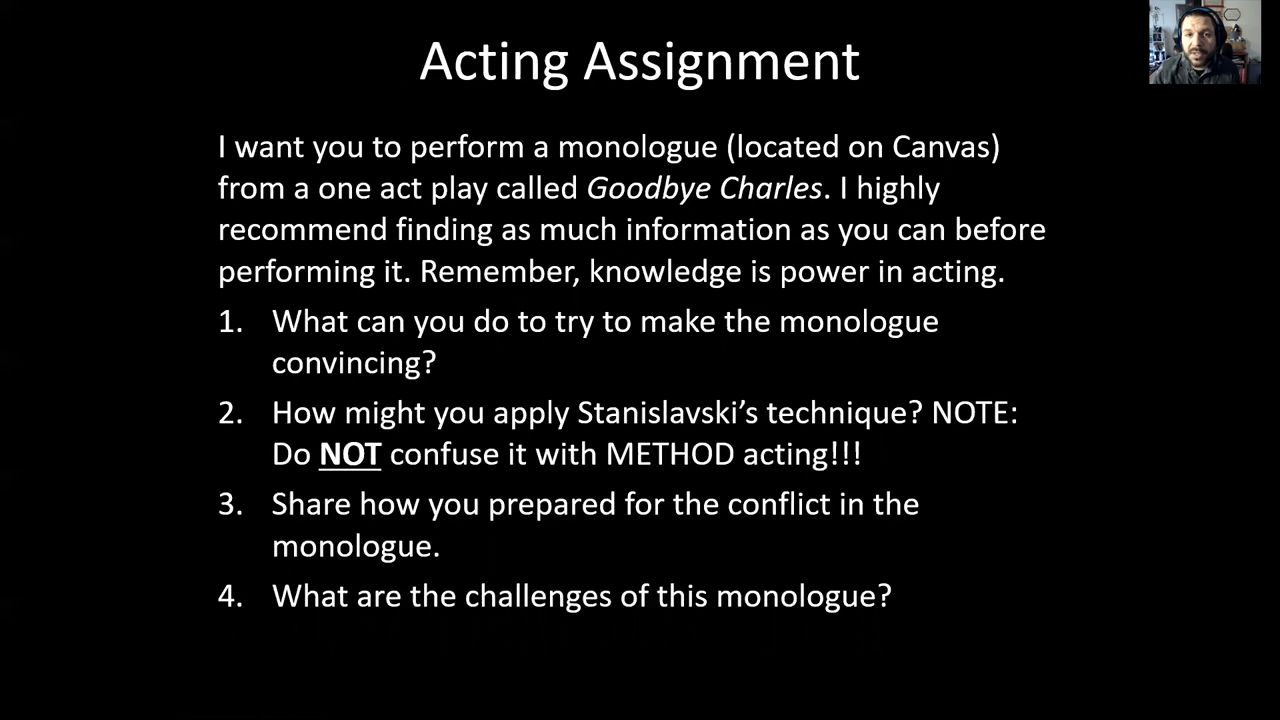 Acting Assignment
I want you to perform a monologue (located on Canvas)
from a one act play called Goodbye Charles. I highly
recommend finding as much information as you can before
performing it. Remember, knowledge is power in acting.
1. What can you do to try to make the monologue
convincing?
2. How might you apply Stanislavski’s technique? NOTE:
Do NOT confuse it with METHOD acting!!!
3. Share how you prepared for the conflict in the
monologue.
4. What are the challenges of this monologue?